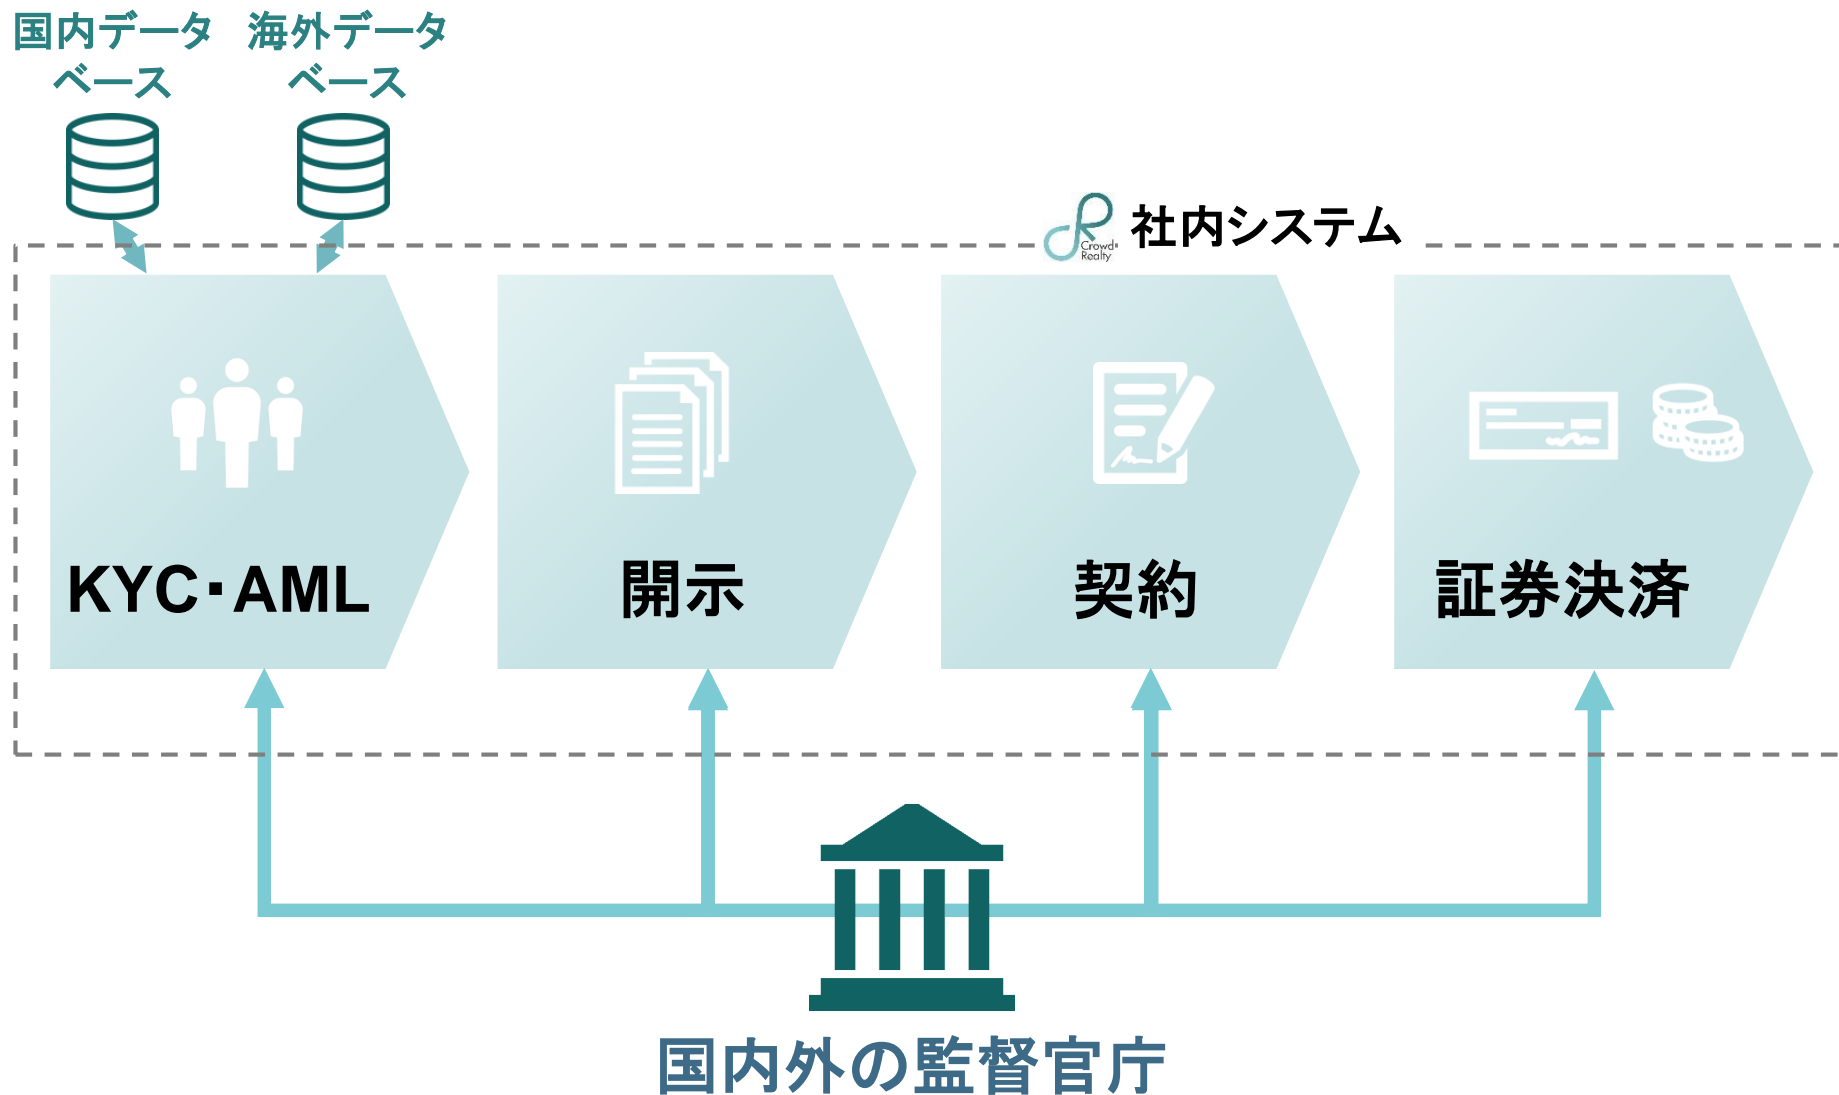 国内データ
ベース
海外データ
ベース
Crowd
Realty
社内システム
KYC・AML
開示
契約
証券決済
国内外の監督官庁